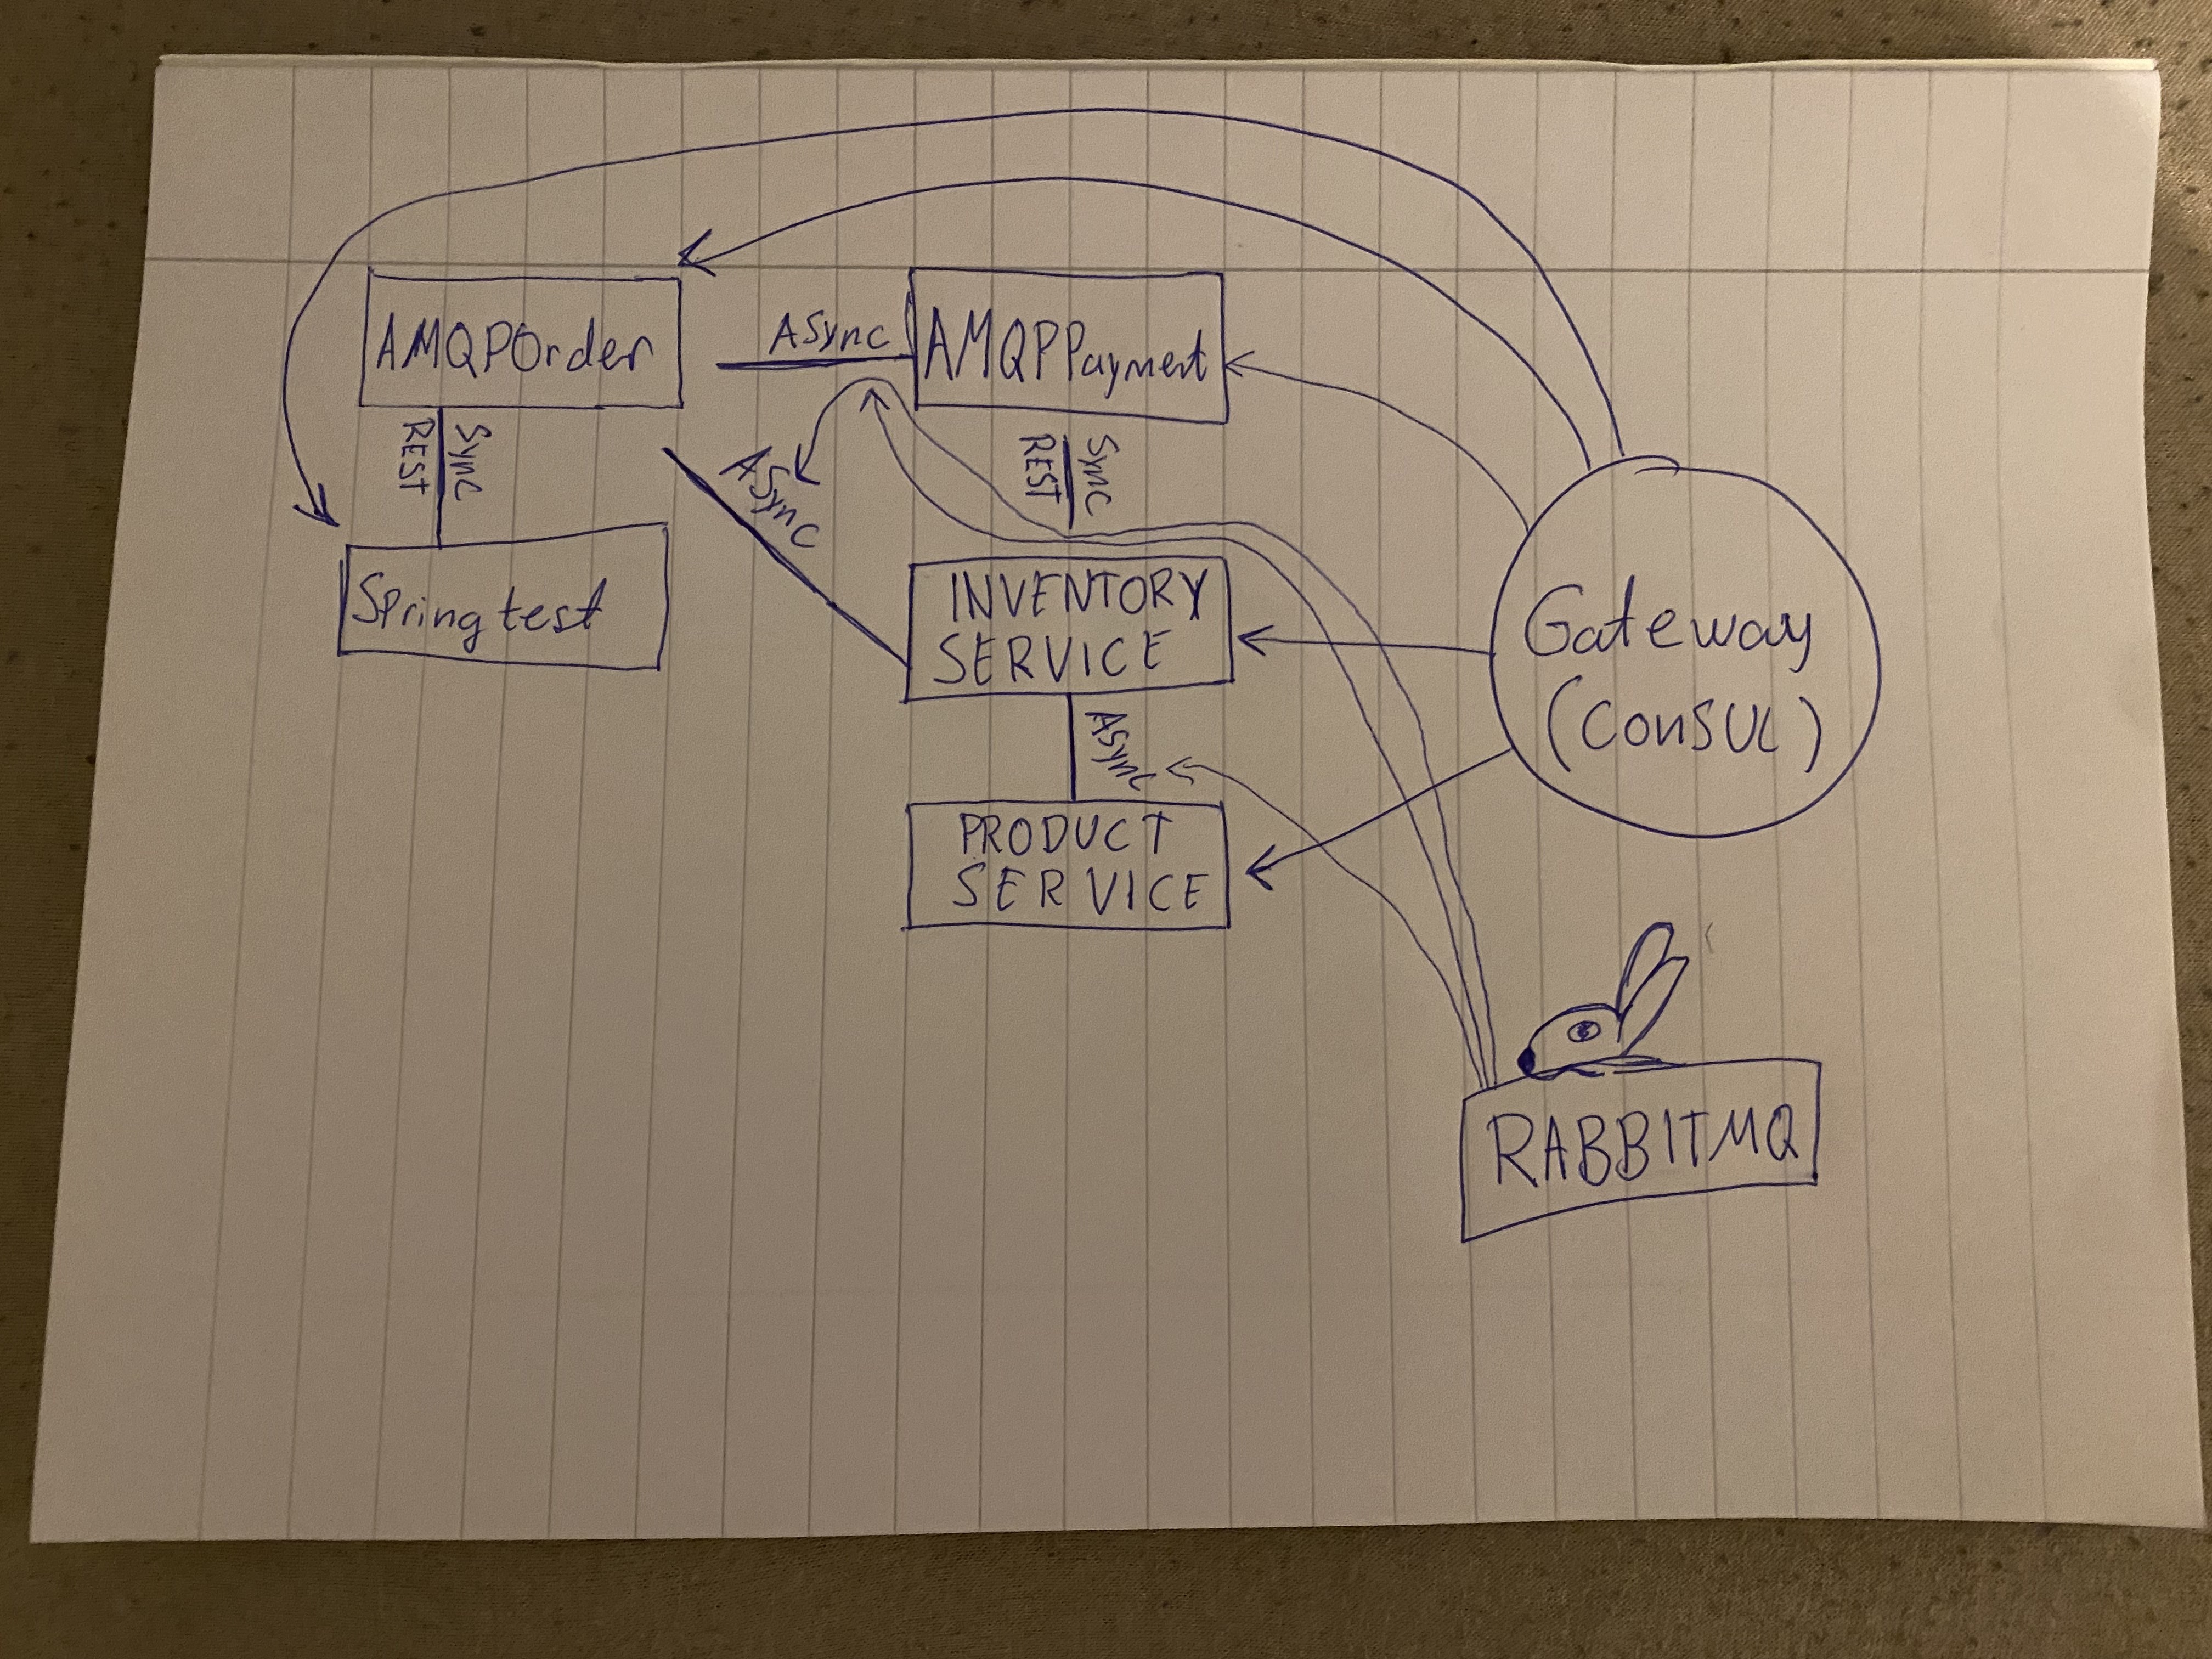 ASync
AMQPOrder
AMQPPayment
REST
Sync
ASync
REST
Sync
Springtest
INVENTORY
SERVICE
Gateway
(ConSUL)
ASync
PRODUCT
SERVICE
RABBITMQ